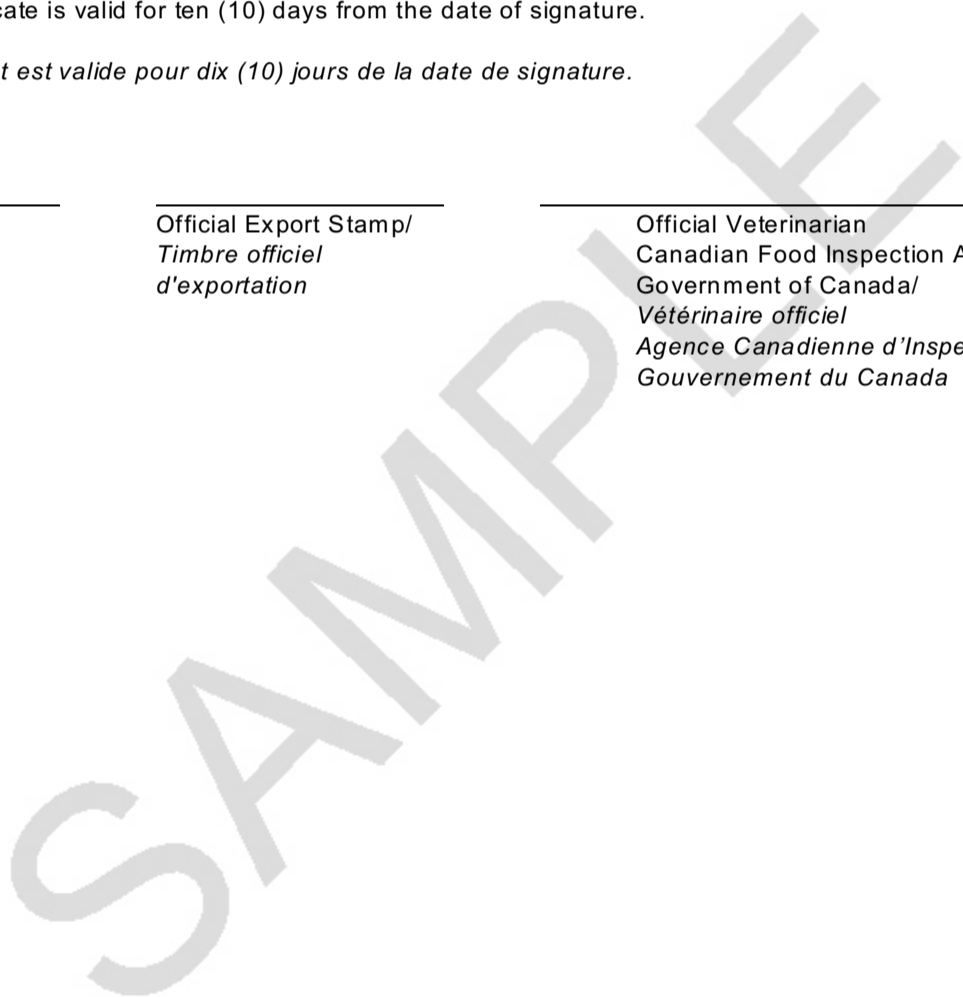 cate is valid for ten (10) days from the date of signature.
t est valide pour dix (10) jours de la date de signature.
Official Export Stamp/
Timbre officiel
d'exportation
Official Veterinarian
Canadian Food Inspection A
Government of Canada/
Vétérinaire officiel
Agence Canadienne d’Inspe
Gouvernement du Canada
SAMPLE